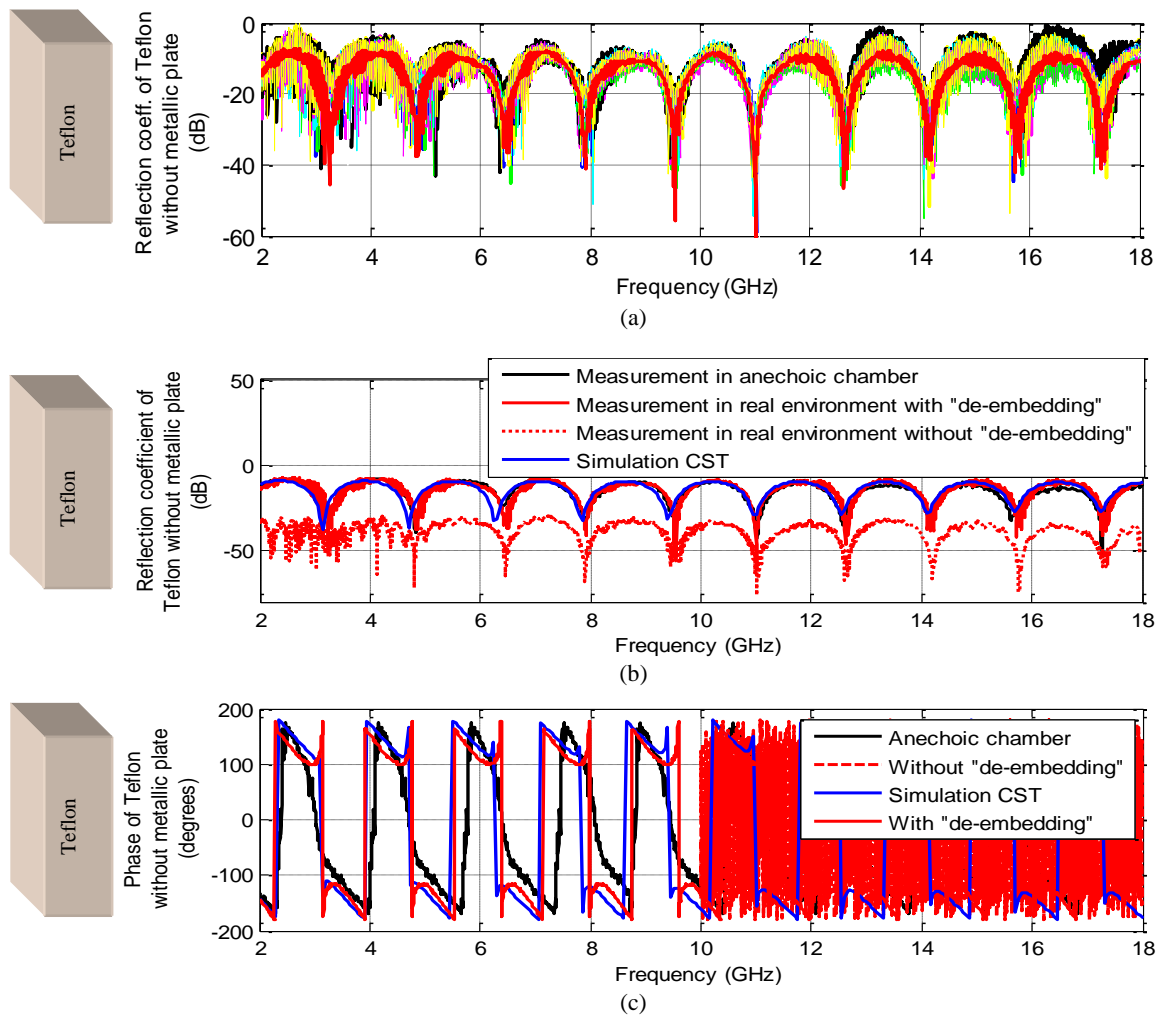 Teflon
Reflection coeff. of Teflon
without metallic plate
(dB)
0
-20
-40
-60
2 4 6 8 10 12 14 16 18
Frequency (GHz)
(a)
Teflon
Reflection coefficient of
Teflon without metallic plate
(dB)
50
0
-50
Measurement in anechoic chamber
Measurement in real environment with "de-embedding"
Measurement in real environment without "de-embedding"
Simulation CST
2 4 6 8 10 12 14 16 18
Frequency (GHz)
(b)
Teflon
Phase of Teflon
without metallic plate
(degrees)
200
100
0
-100
-200
Anechoic chamber
Without "de-embedding"
Simulation CST
With "de-embedding"
2 4 6 8 10 12 14 16 18
Frequency (GHz)
(c)